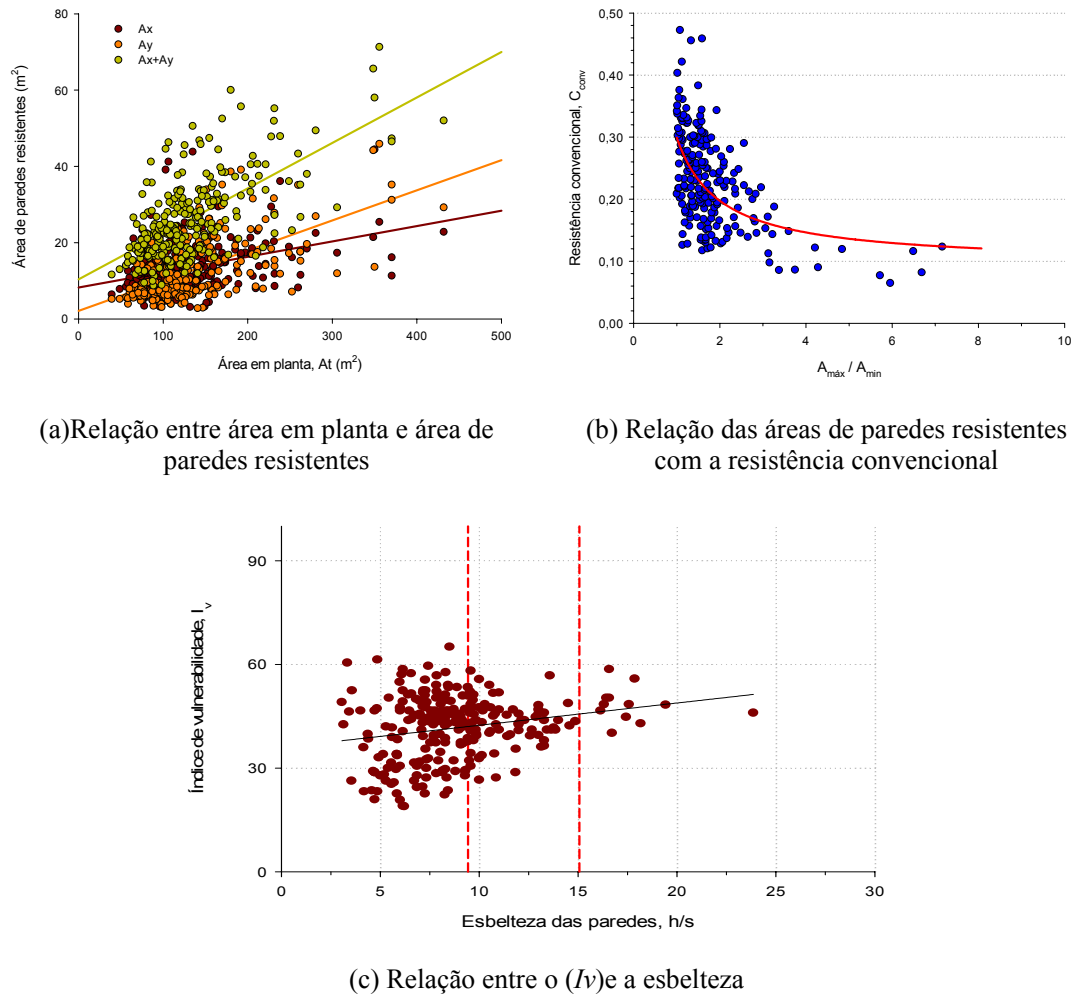 80
60
40
20
0
0
100
200
300
400
500
Área de paredes resistentes (m²)
Área em planta, At (m²)
Ax
Ay
Ax+Ay
0,50
0,40
0,30
0,20
0,10
0,00
0
2
4
6
8
10
Resistência convencional, Cconv
Amáx / Amin
(a)Relação entre área em planta e área de
paredes resistentes
(b) Relação das áreas de paredes resistentes
com a resistência convencional
90
60
30
0
0
5
10
15
20
25
30
Índice de vulnerabilidade, Iv
Esbelteza das paredes, h/s
(c) Relação entre o (Iv)e a esbelteza